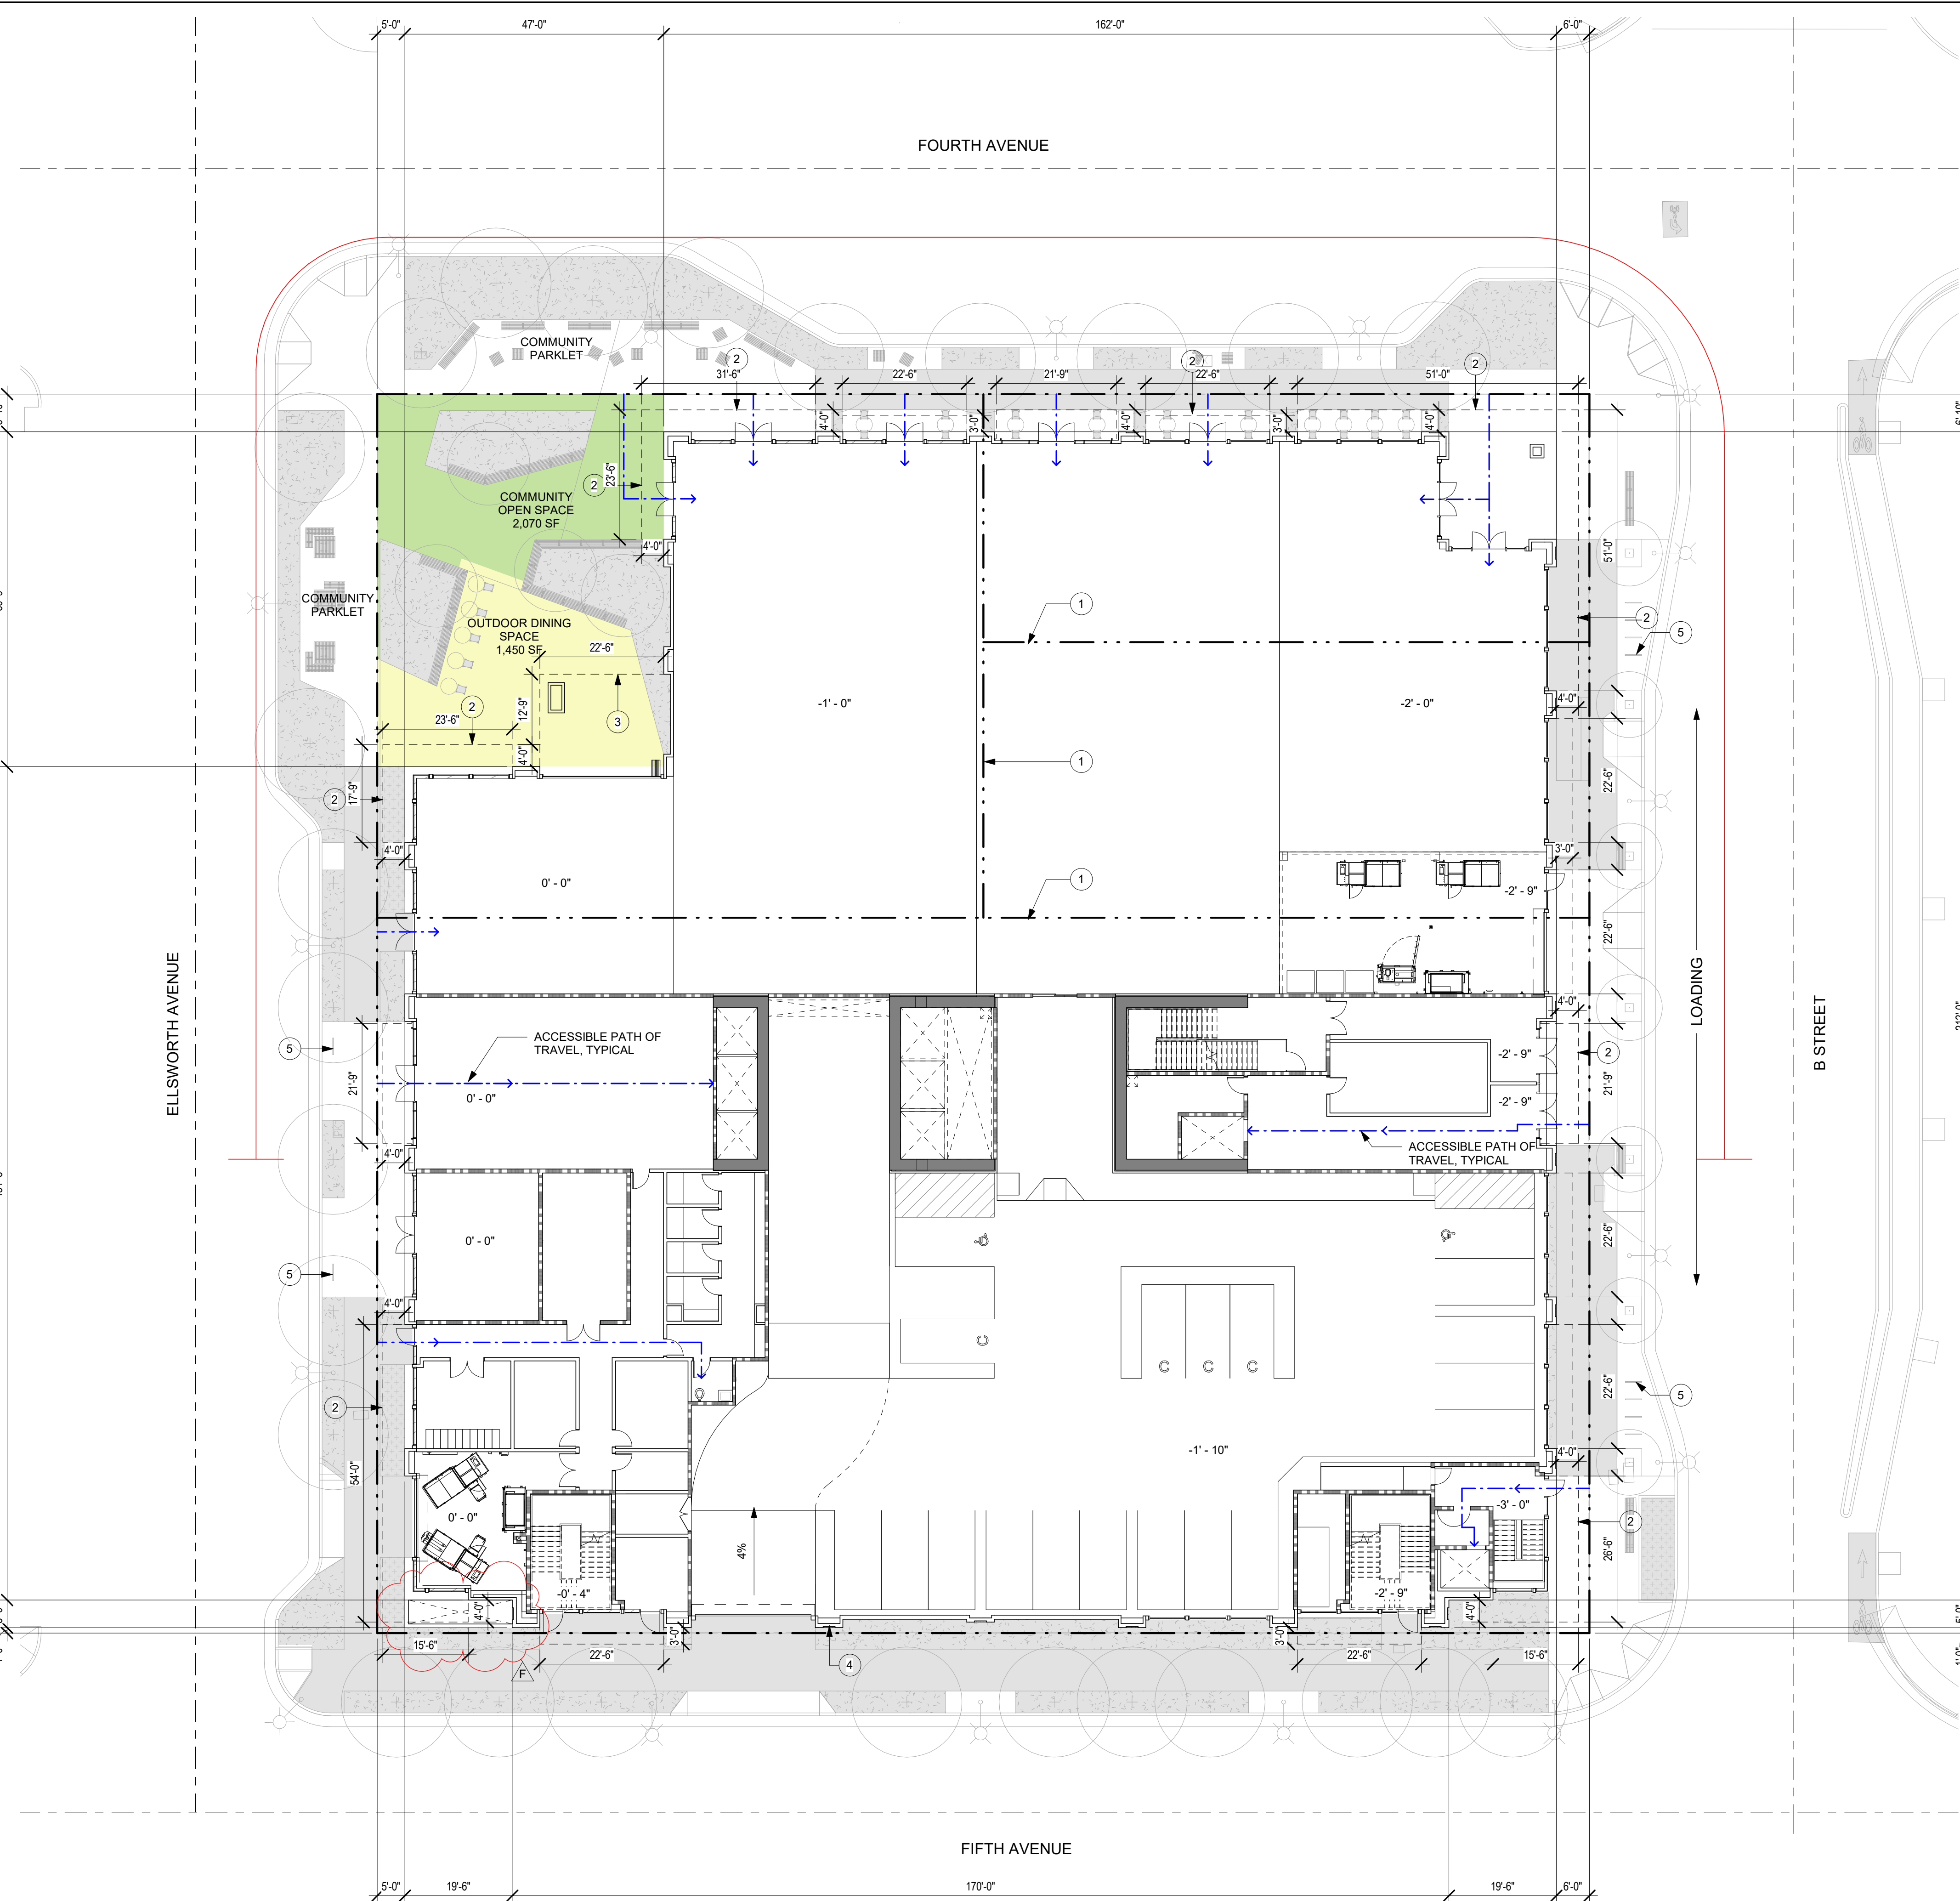 5'-0"
47'-0"
162'-0"
6'-0"
FOURTH AVENUE
COMMUNITY
PARKLET
2
31'-6"
2
22'-6"
21'-9"
22'-6"
2
51'-0"
4'-0"
3'-0"
4'-0"
3'-0"
4'-0"
23'-6"
2
COMMUNITY
OPEN SPACE
2,070 SF
4'-0"
51'-0"
COMMUNITY
PARKLET
OUTDOOR DINING
SPACE
1,450 SF
22'-6"
1
2
5
-1' - 0"
-2' - 0"
4'-0"
23'-6"
2
12'-9"
3
4'-0"
1
22'-6"
2
17'-9"
4'-0"
3'-0"
0' - 0"
1
-2' - 9"
22'-6"
ELLSWORTH AVENUE
LOADING
B STREET
212'-0"
4'-0"
5
ACCESSIBLE PATH OF
TRAVEL, TYPICAL
0' - 0"
21'-9"
4'-0"
-2' - 9"
-2' - 9"
2
21'-9"
ACCESSIBLE PATH OF
TRAVEL, TYPICAL
0' - 0"
22'-6"
5
4'-0"
C
C
C
C
5
2
22'-6"
-1' - 10"
4'-0"
54'-0"
0' - 0"
-3' - 0"
2
4%
26'-6"
-0' - 4"
-2' - 9"
4'-0"
4'-0"
3'-0"
3'-0"
15'-6"
F
22'-6"
4
22'-6"
15'-6"
FIFTH AVENUE
5'-0"
19'-6"
170'-0"
19'-6"
6'-0"